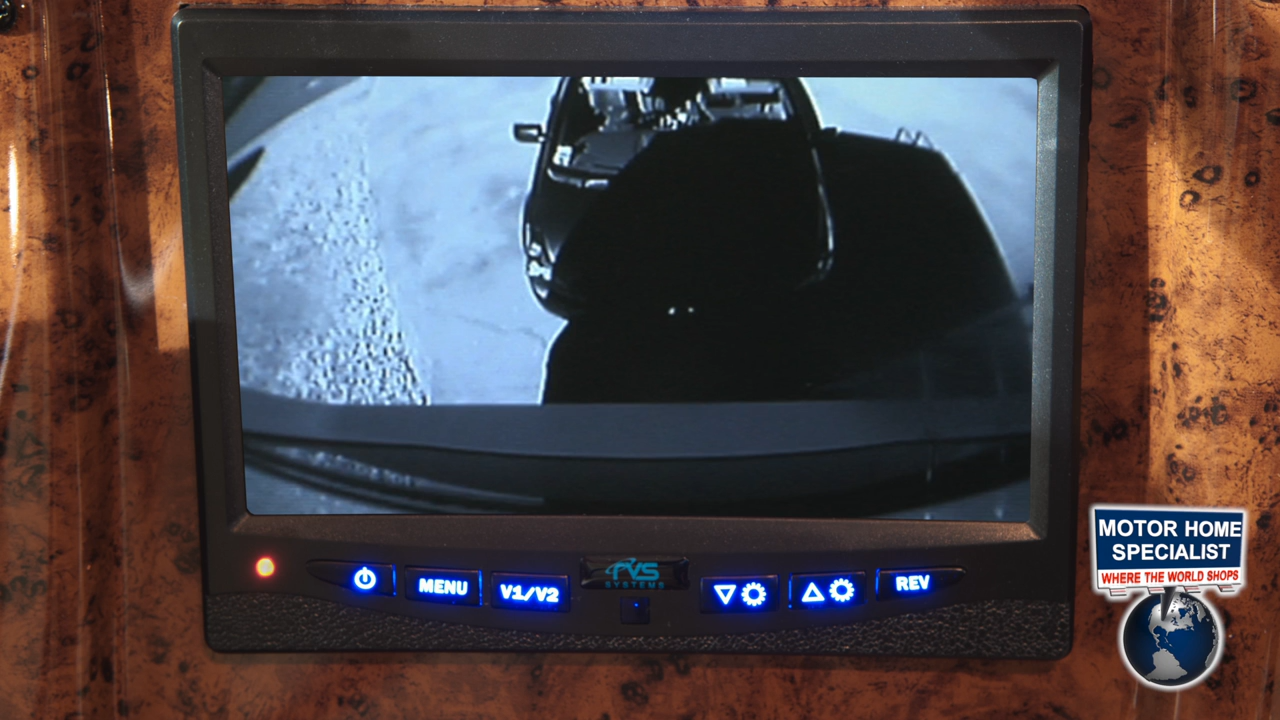 MENU
V1/V2
rVS
SYSTEMS
REV
MOTOR HOME
SPECIALIST
WHERE THE WORLD SHOPS